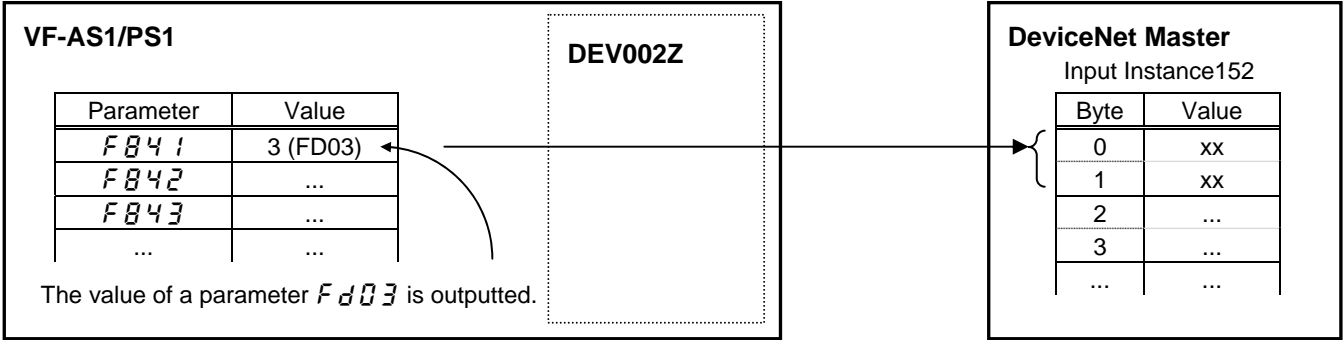 VF-AS1/PS1
DEV002Z
Parameter Value
F841 3 (FD03)
F842 ...
F843 ...
... ...
The value of a parameter Fd03 is outputted.
DeviceNet Master
Input Instance152
Byte Value
0 xx
1 xx
2 ...
3 ...
... ...